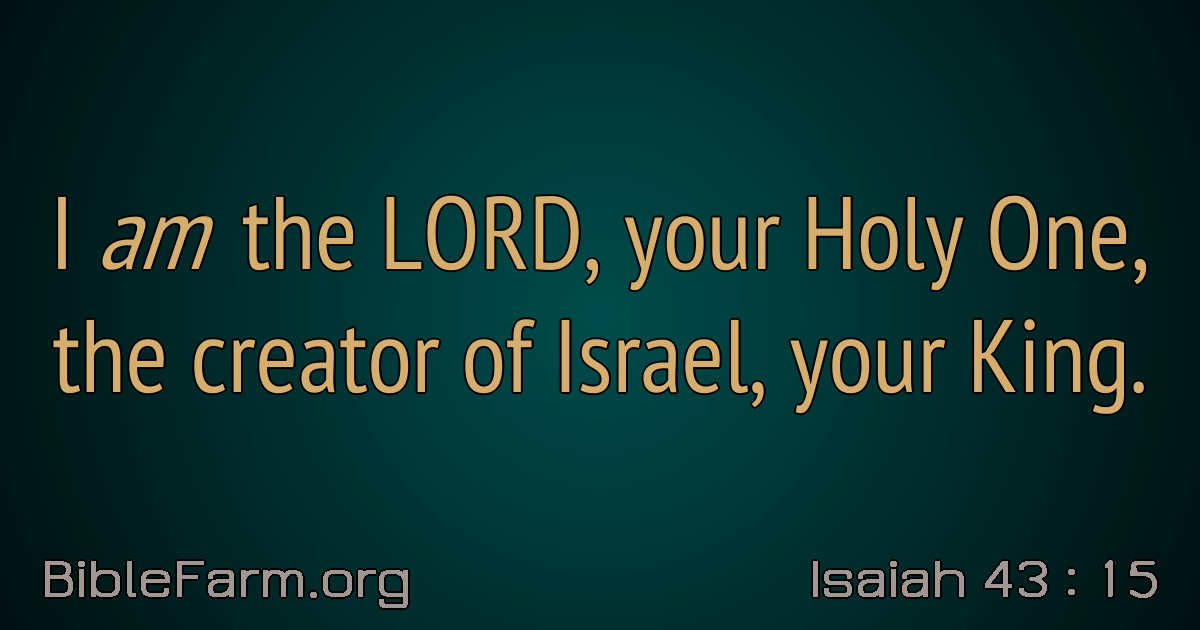 I am the LORD, your Holy One,
the creator of Israel, your King.
BibleFarm.org
Isaiah 43 : 15